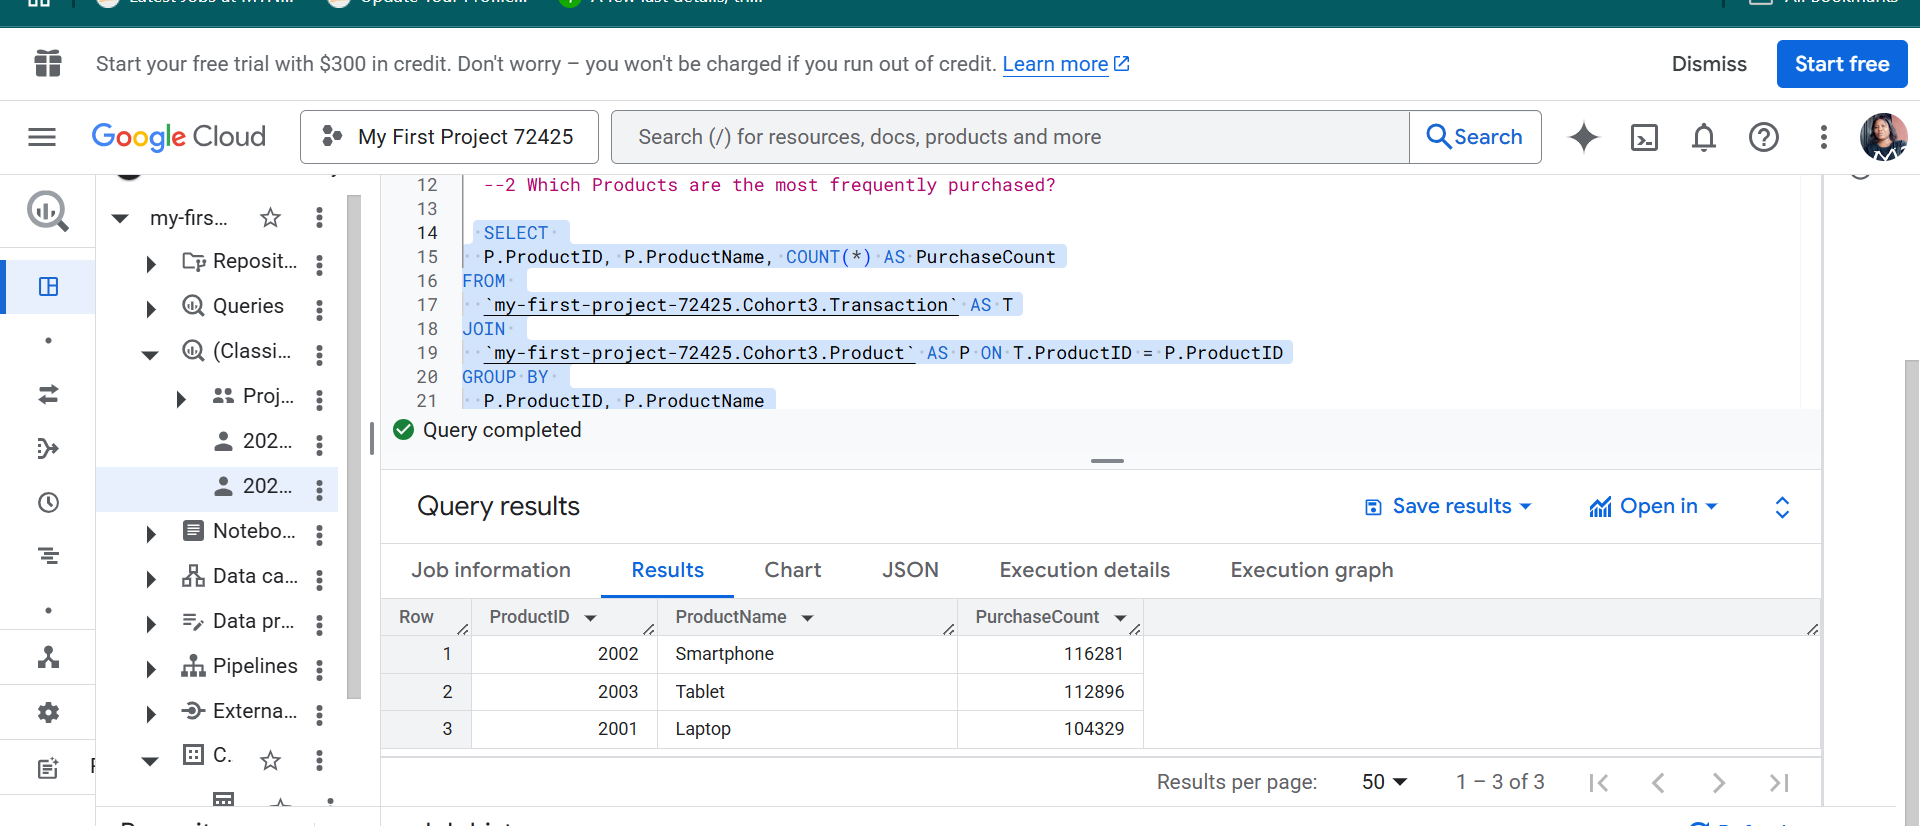 Start your free trial with $300 in credit. Don't worry – you won't be charged if you run out of credit. Learn more
Dismiss
Start free
Google Cloud
My First Project 72425
Search (/) for resources, docs, products and more
Search
my-firs...
Reposit...
Queries
(Classi...
Proj...
202...
202...
Notebo...
Data ca...
Data pr...
Pipelines
Externa...
C.
12 --2 Which Products are the most frequently purchased?
13
14 SELECT
15 P.ProductID, P.ProductName, COUNT(*) AS PurchaseCount
16 FROM
17 `my-first-project-72425.Cohort3.Transaction` AS T
18 JOIN
19 `my-first-project-72425.Cohort3.Product` AS P ON T.ProductID = P.ProductID
20 GROUP BY
21 P.ProductID, P.ProductName
Query completed
Query results
Save results
Open in
Job information
Results
Chart
JSON
Execution details
Execution graph
Row ProductID ProductName PurchaseCount
1 2002 Smartphone 116281
2 2003 Tablet 112896
3 2001 Laptop 104329
Results per page: 50 1 – 3 of 3